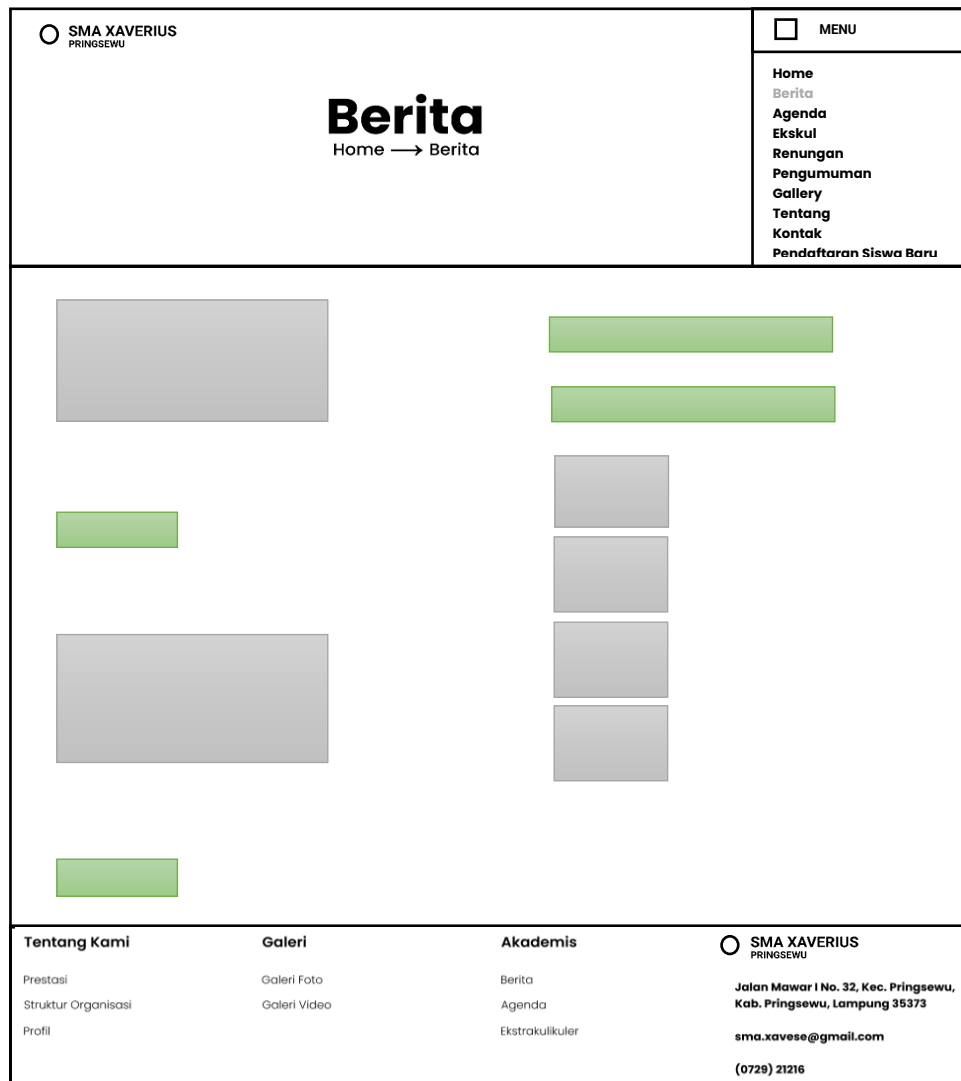 SMA XAVERIUS
PRINGSEWU
MENU
Home
Berita
Agenda
Ekskul
Renungan
Pengumuman
Gallery
Tentang
Kontak
Pendaftaran Siswa Baru
Berita
Home → Berita
Tentang Kami
Prestasi
Struktur Organisasi
Profil
Galeri
Galeri Foto
Galeri Video
Akademis
Berita
Agenda
Ekstrakulikuler
SMA XAVERIUS
PRINGSEWU
Jalan Mawar I No. 32, Kec. Pringsewu,
Kab. Pringsewu, Lampung 35373
sma.xavese@gmail.com
(0729) 21216